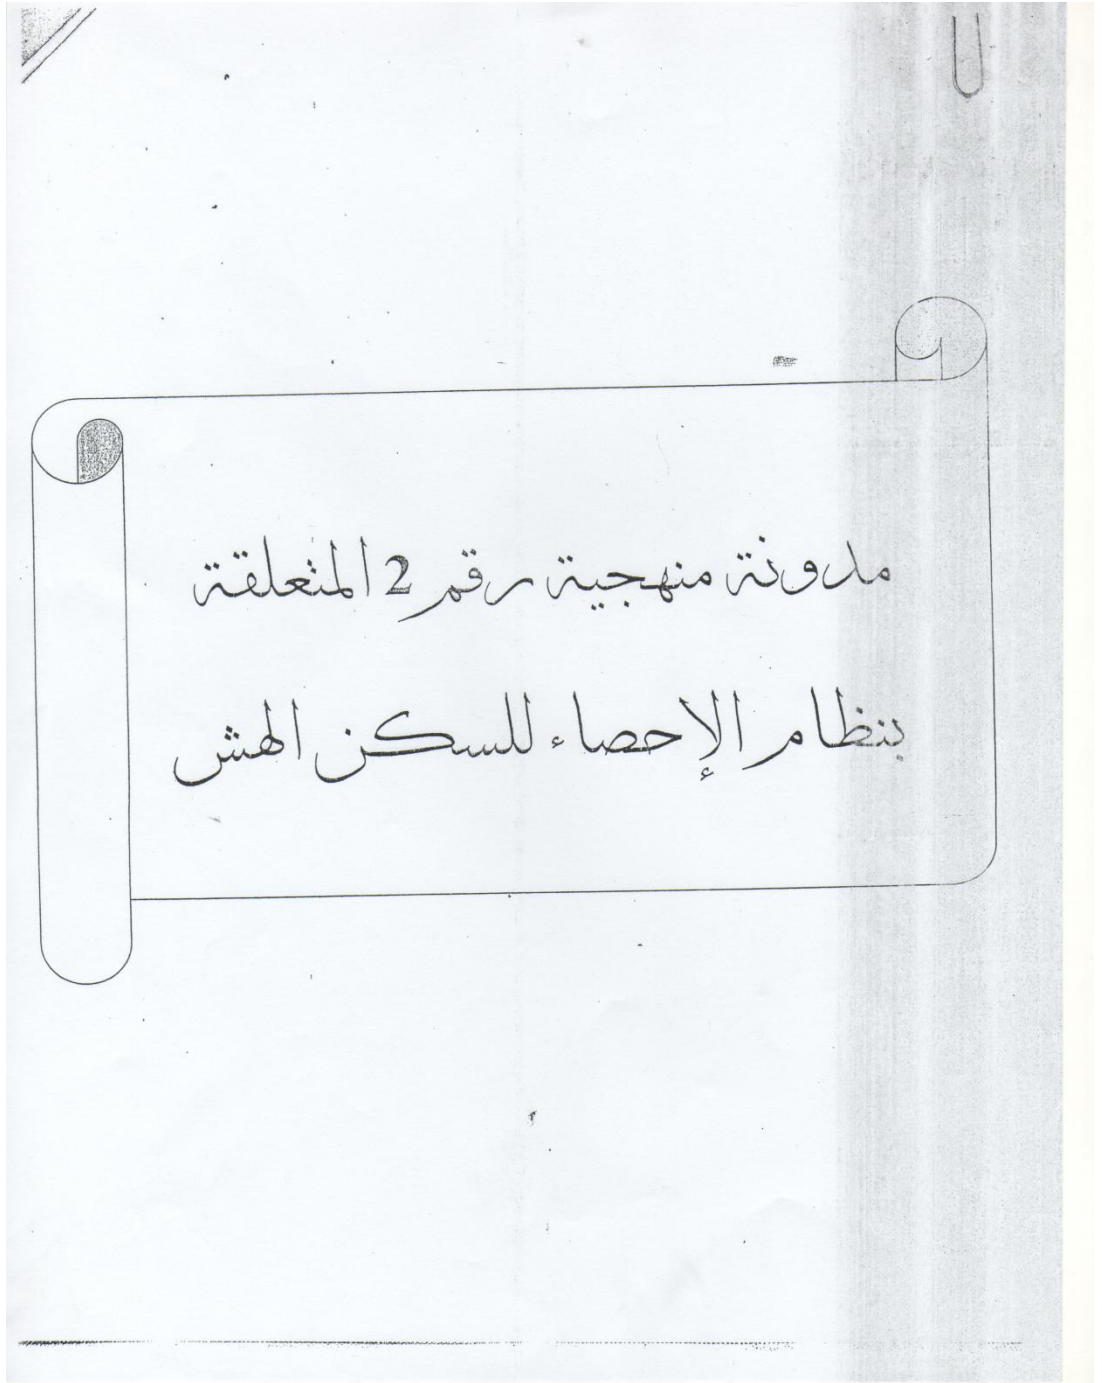 مدونة منهجية رقم 2 المتعلقة
بنظام الإحصاء للسكن الهش